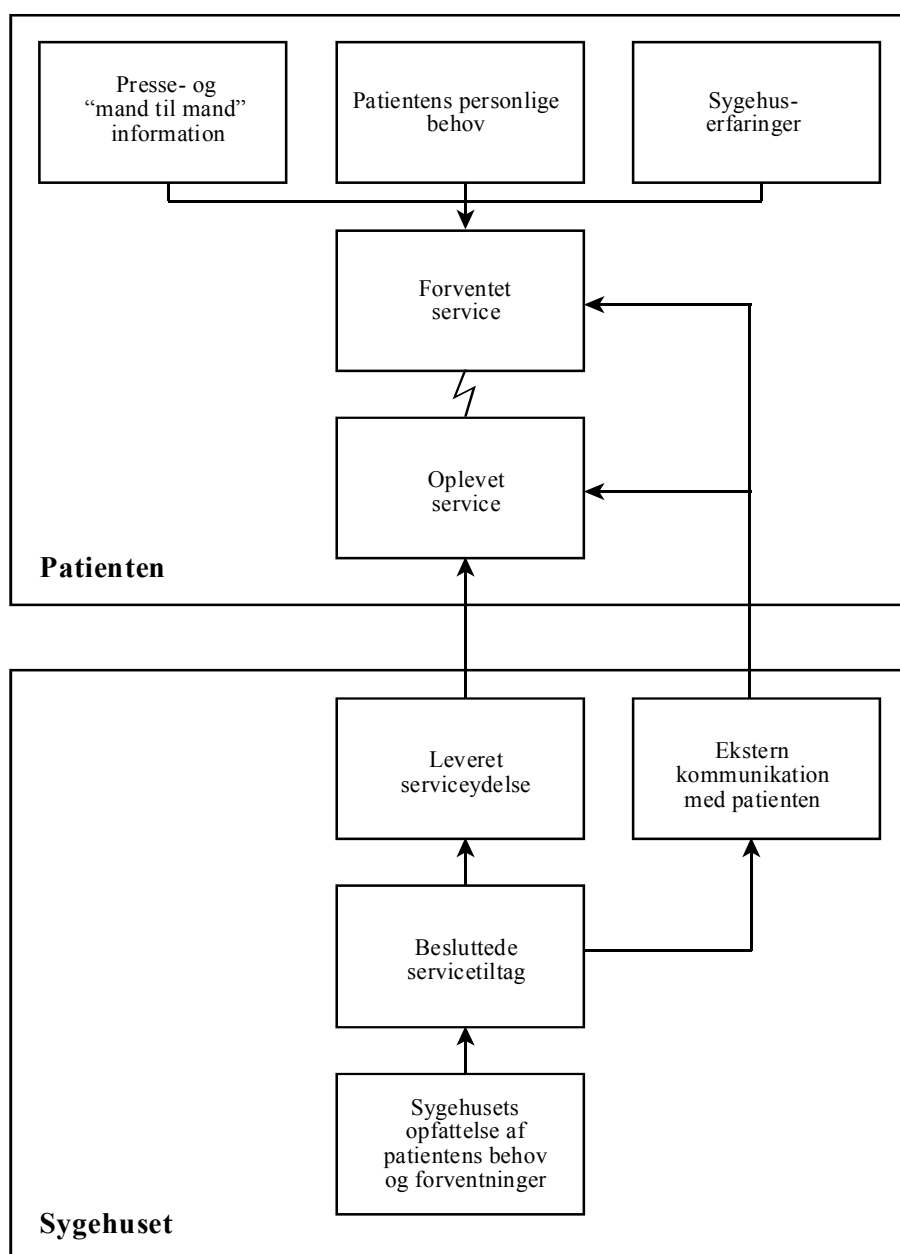 Presse- og
“mand til mand”
information
Patientens personlige
behov
Sygehus-
erfaringer
Forventet
service
Oplevet
service
Patienten
Leveret
serviceydelse
Ekstern
kommunikation
med patienten
Besluttede
servicetiltag
Sygehusets
opfattelse af
patientens behov
og forventninger
Sygehuset